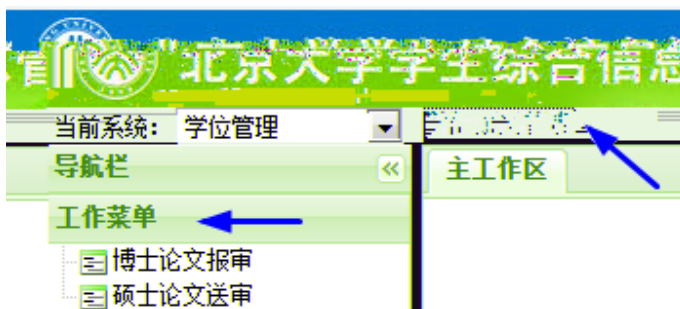 北京大学学生综合信息
当前系统： 学位管理
导航栏
主工作区
工作菜单
博士论文报审
硕士论文送审